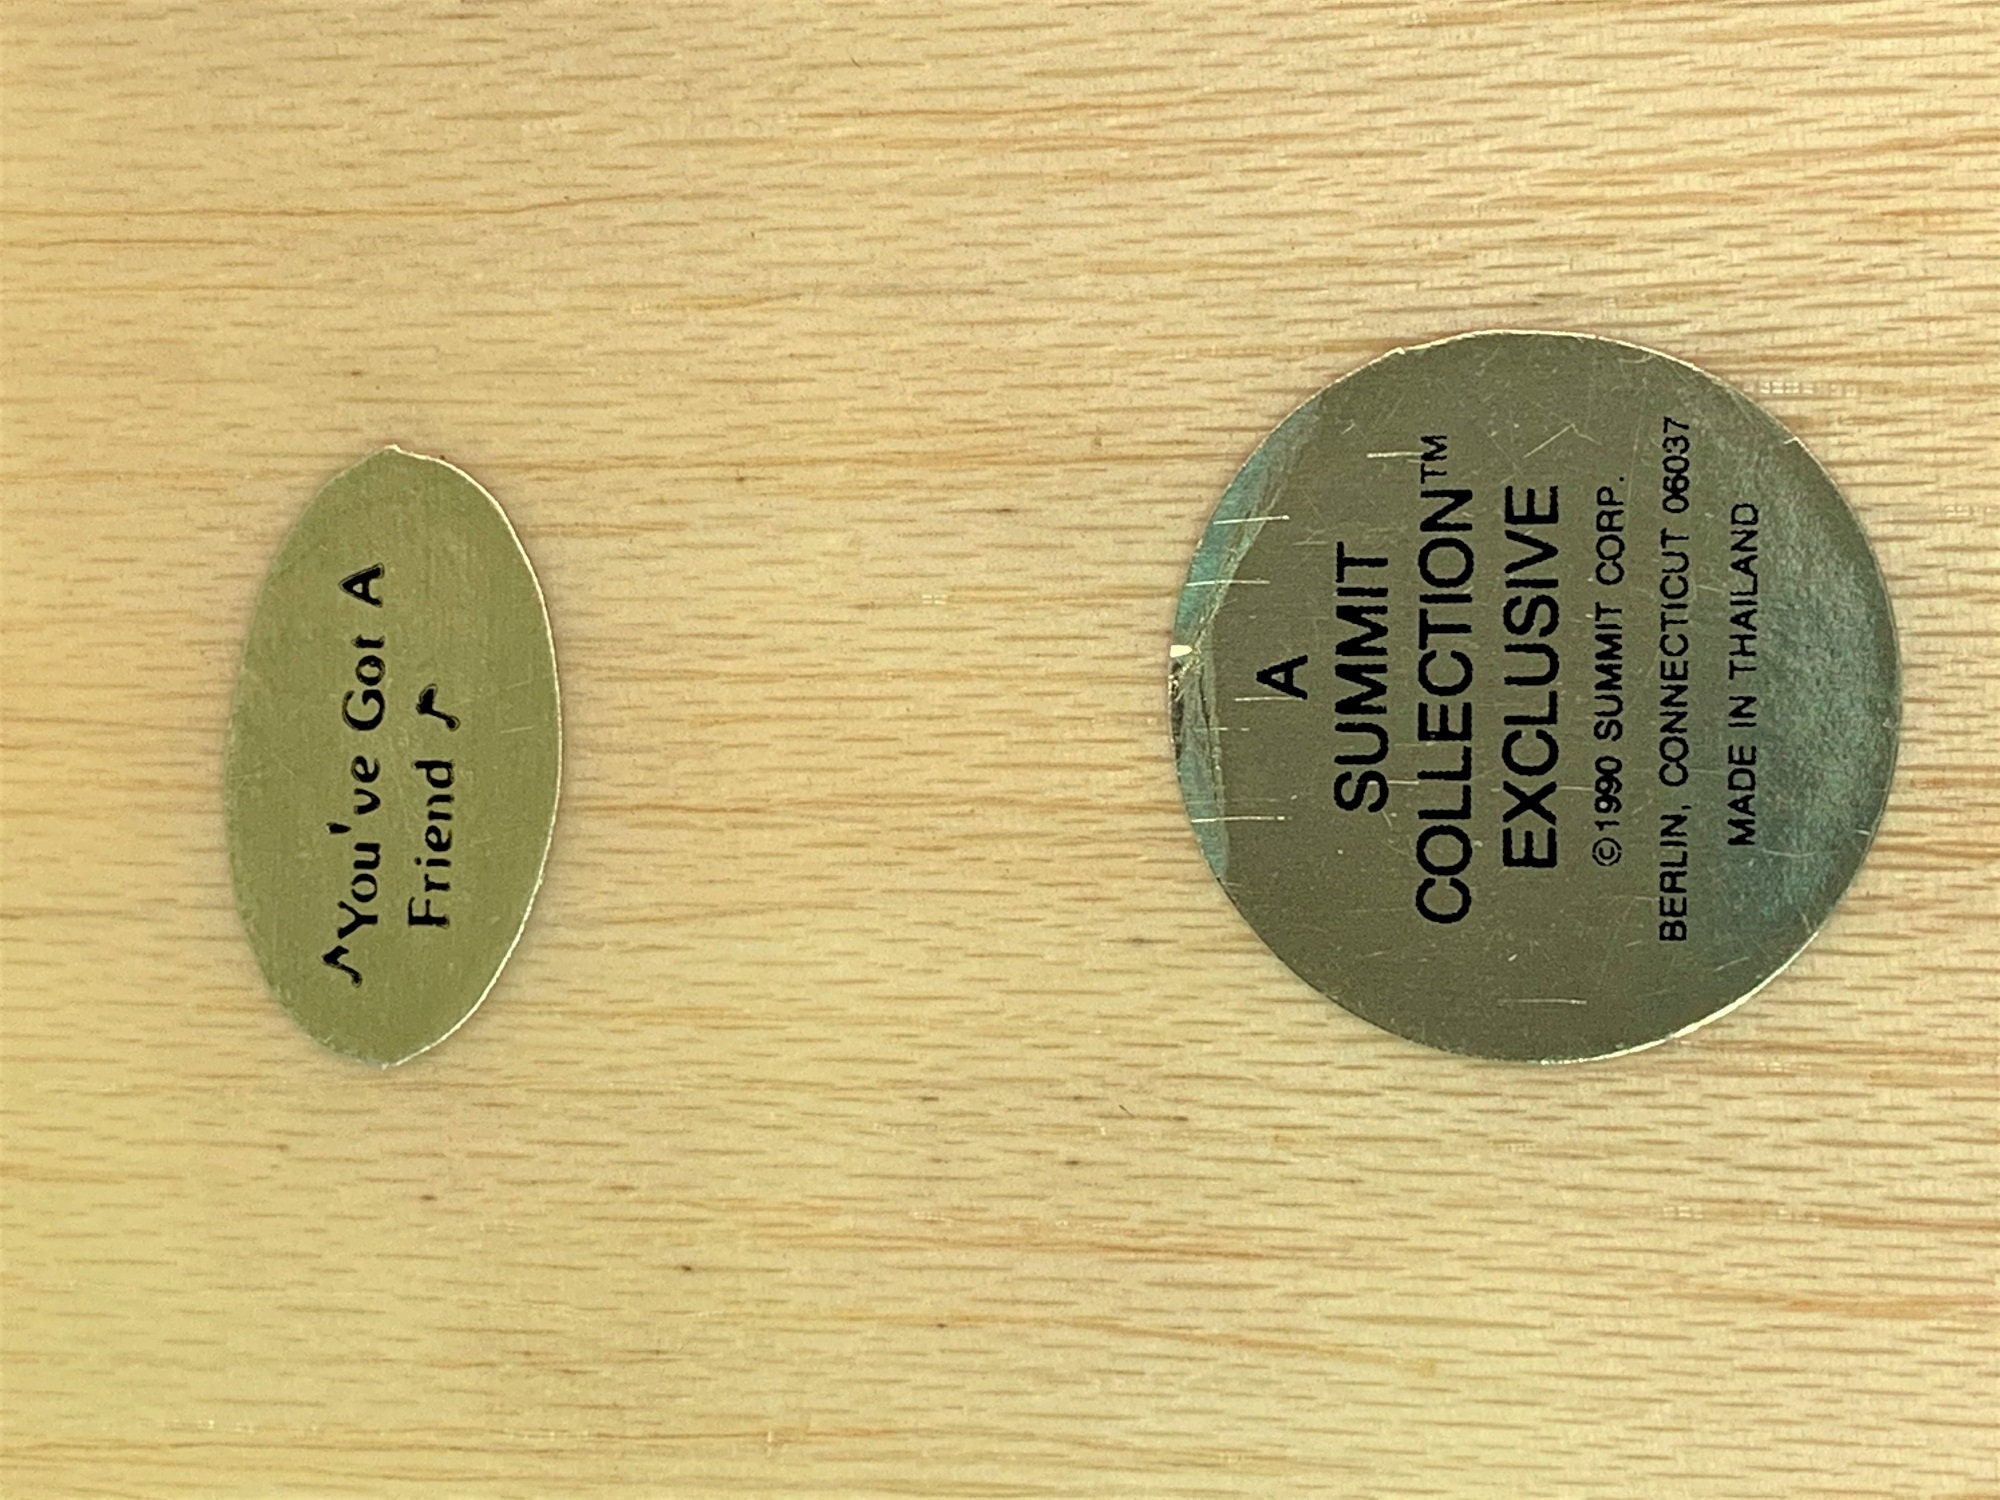 ♪You've Got A
Friend ♪
A
SUMMIT
COLLECTION™
EXCLUSIVE
©1990 SUMMIT CORP.
BERLIN, CONNECTICUT 06037
MADE IN THAILAND